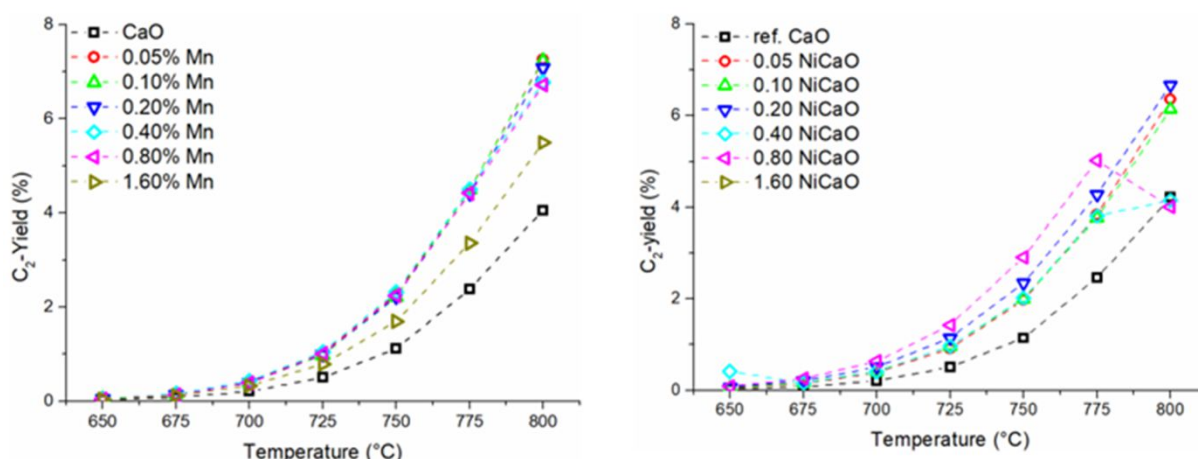 8
6
4
2
0
C₂-Yield (%)
CaO
0.05% Mn
0.10% Mn
0.20% Mn
0.40% Mn
0.80% Mn
1.60% Mn
650 675 700 725 750 775 800
Temperature (°C)
8
6
4
2
0
C₂-yield (%)
ref. CaO
0.05 NiCaO
0.10 NiCaO
0.20 NiCaO
0.40 NiCaO
0.80 NiCaO
1.60 NiCaO
650 675 700 725 750 775 800
Temperature (°C)